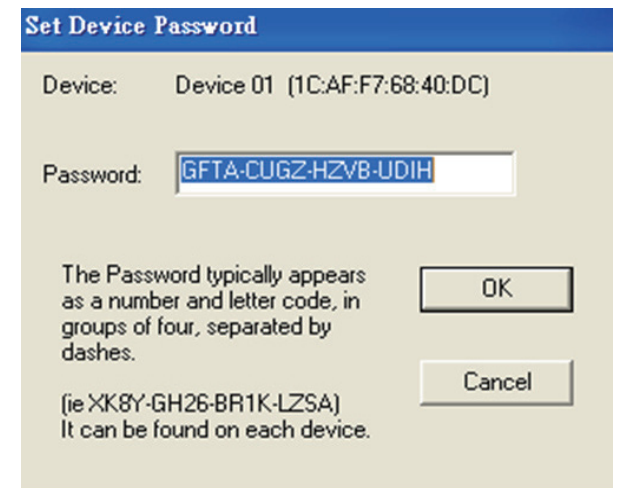 Set Device Password
Device: Device 01 (1C:AF:F7:68:40:DC)
Password: GFTA-CUGZ-HZVB-UDIH
The Password typically appears
as a number and letter code, in
groups of four, separated by
dashes.
(ie XK8Y-GH26-BR1K-LZSA)
It can be found on each device.
OK
Cancel